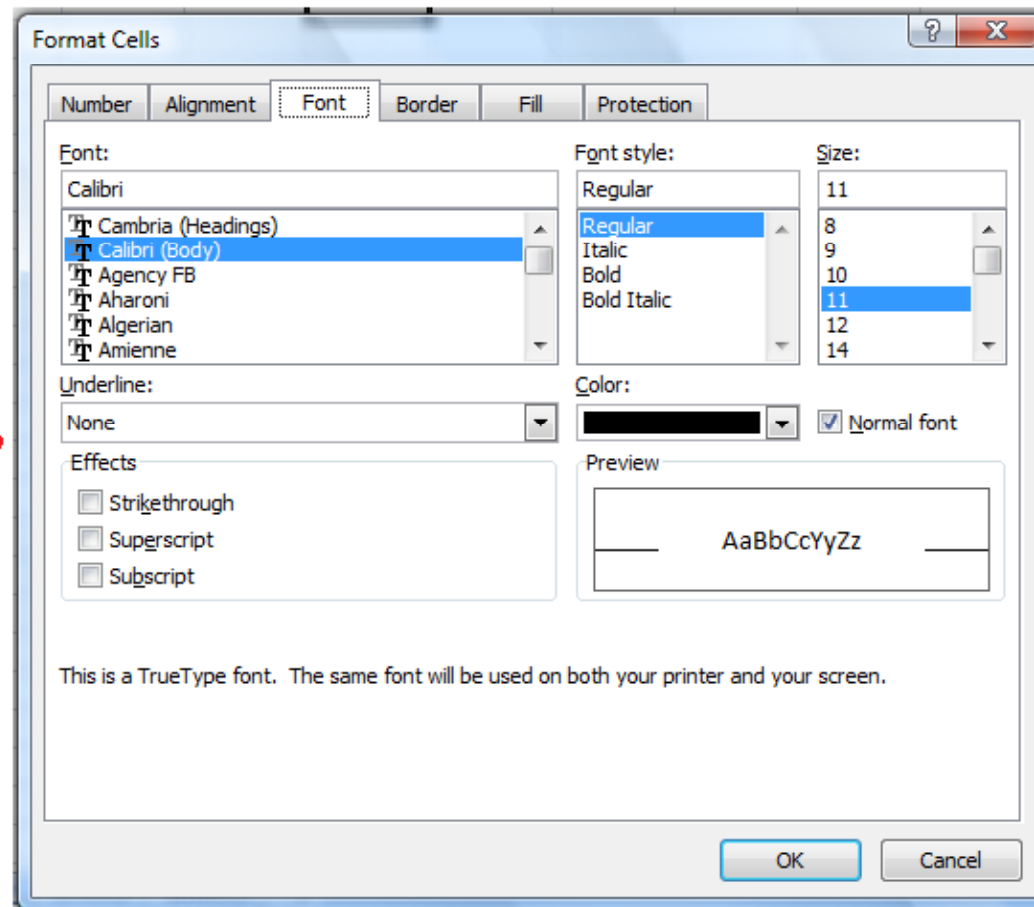 Format Cells
Number Alignment Font Border Fill Protection
Font: Font style: Size:
Calibri Regular 11
Cambria (Headings) Regular 8
Calibri (Body) Italic 9
Agency FB Bold 10
Aharoni Bold Italic 11
Algerian 12
Amienne 14
Underline: Color:
None Normal font
Effects Preview
Strikethrough
Superscript AaBbCcYyZz
Subscript
This is a TrueType font. The same font will be used on both your printer and your screen.
OK Cancel